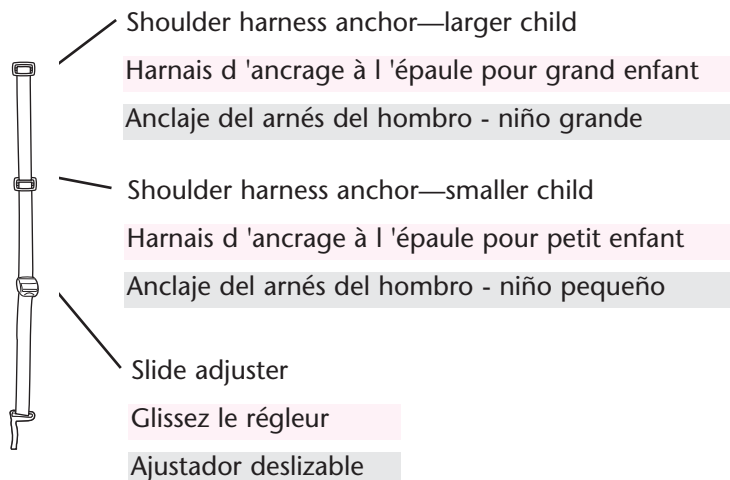 Shoulder harness anchor—larger child
Harnais d 'ancrage à l 'épaule pour grand enfant
Anclaje del arnés del hombro - niño grande
Shoulder harness anchor—smaller child
Harnais d 'ancrage à l 'épaule pour petit enfant
Anclaje del arnés del hombro - niño pequeño
Slide adjuster
Glissez le régleur
Ajustador deslizable